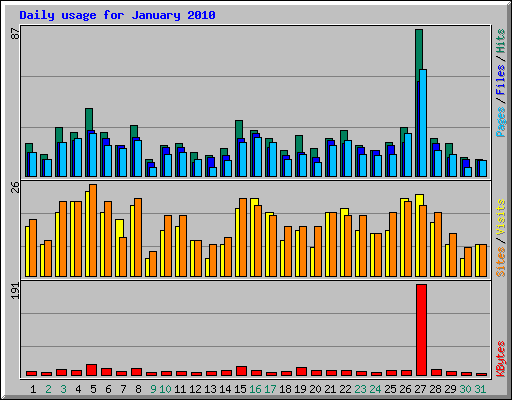 Daily usage for January 2010
87
Pages / Files / Hits
26
Sites / Visits
191
KBytes
1 2 3 4 5 6 7 8 9 10 11 12 13 14 15 16 17 18 19 20 21 22 23 24 25 26 27 28 29 30 31